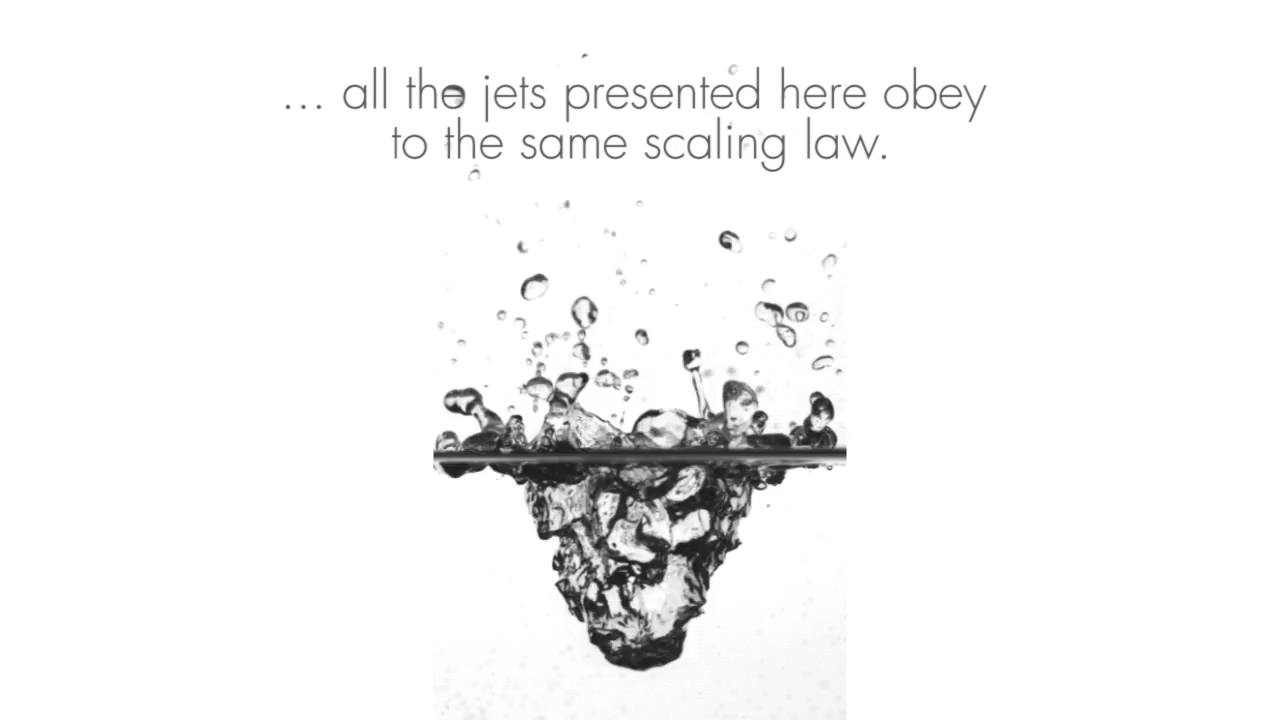 ... all the jets presented here obey
to the same scaling law.